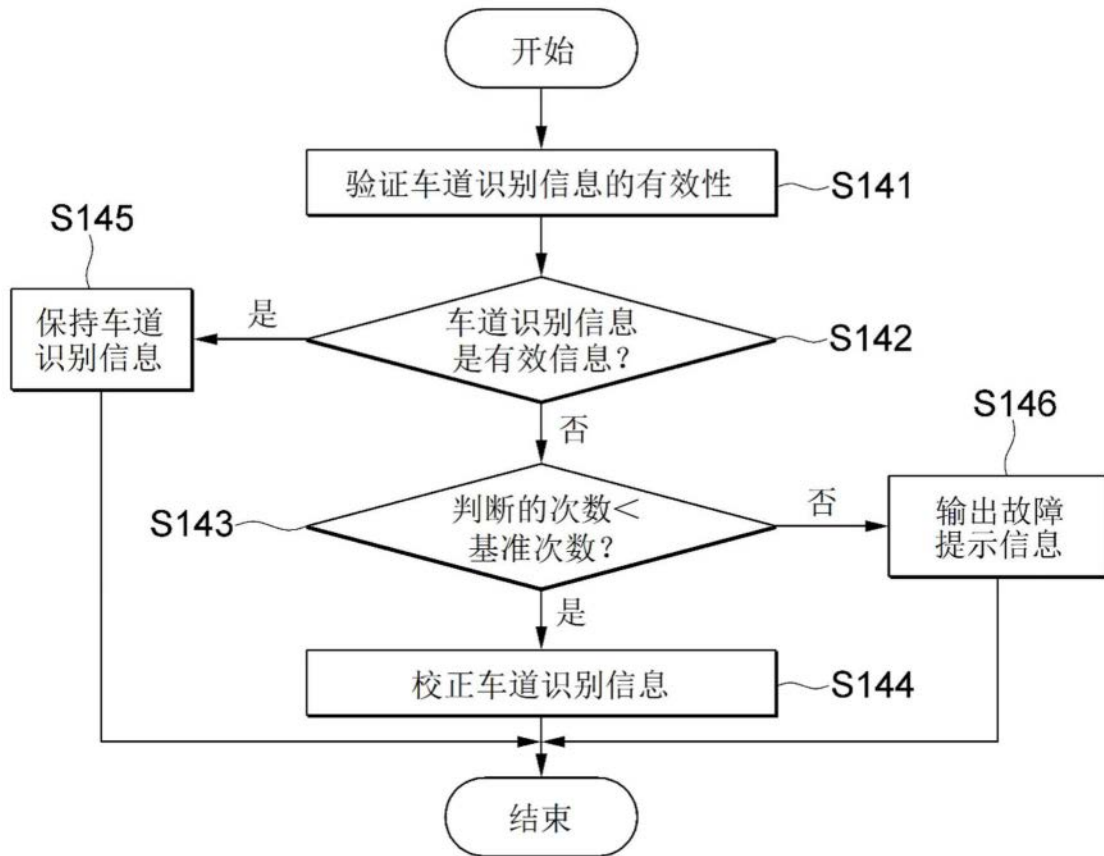 开始
验证车道识别信息的有效性
S141
S145
保持车道
识别信息
是
车道识别信息
是有效信息?
S142
否
S146
S143
判断的次数<
基准次数?
否
输出故障
提示信息
是
校正车道识别信息
S144
结束